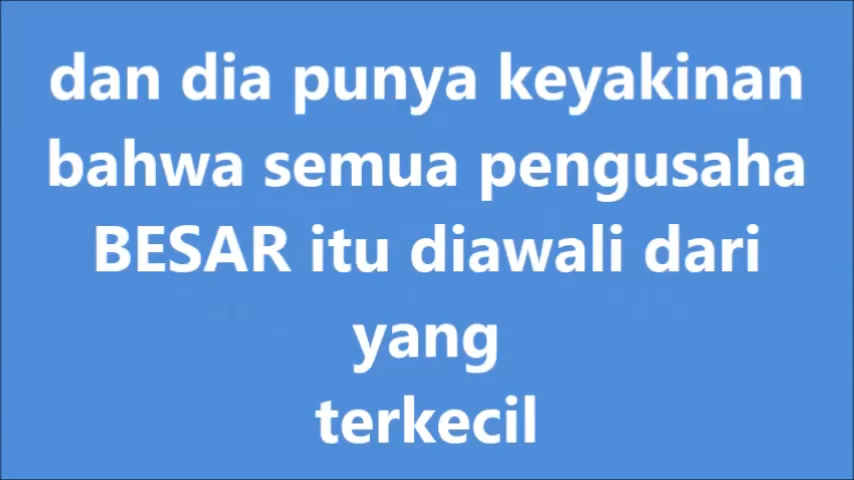 dan dia punya keyakinan
bahwa semua pengusaha
BESAR itu diawali dari
yang
terkecil